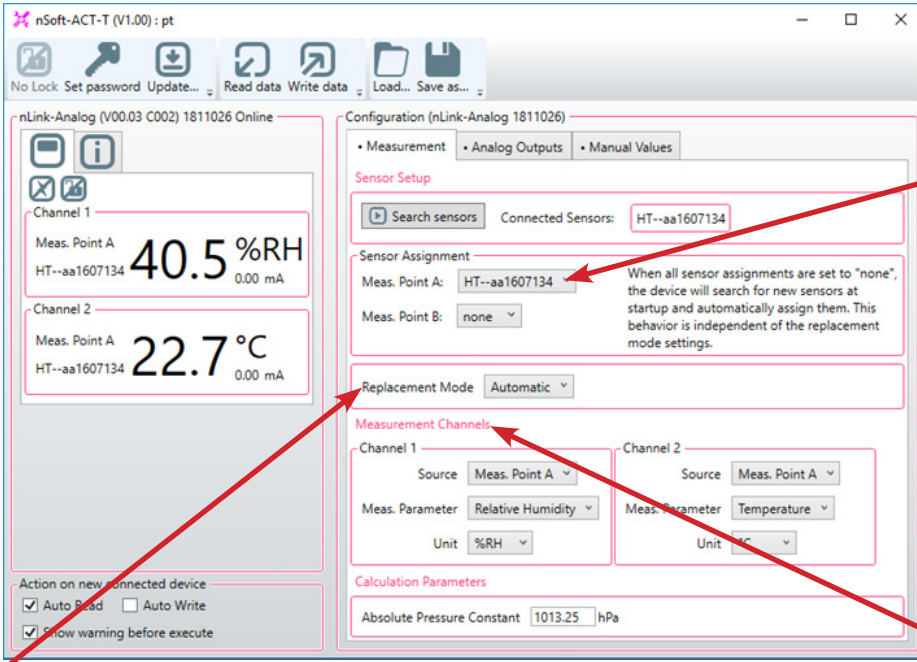 nSoft-ACT-T (V1.00) : pt
No Lock Set password Update... Read data Write data Load... Save as...
nLink-Analog (V00.03 C002) 1811026 Online
Channel 1
Meas. Point A
HT--aa1607134
40.5 %RH
0.00 mA
Channel 2
Meas. Point A
HT--aa1607134
22.7 °C
0.00 mA
Action on new connected device
Auto Read Auto Write
Show warning before execute
Configuration (nLink-Analog 1811026)
• Measurement • Analog Outputs • Manual Values
Sensor Setup
Search sensors Connected Sensors: HT--aa1607134
Sensor Assignment
Meas. Point A: HT--aa1607134
Meas. Point B: none
When all sensor assignments are set to "none",
the device will search for new sensors at
startup and automatically assign them. This
behavior is independent of the replacement
mode settings.
Replacement Mode Automatic
Measurement Channels
Channel 1
Source Meas. Point A
Meas. Parameter Relative Humidity
Unit %RH
Channel 2
Source Meas. Point A
Meas. Parameter Temperature
Unit °C
Calculation Parameters
Absolute Pressure Constant 1013.25 hPa